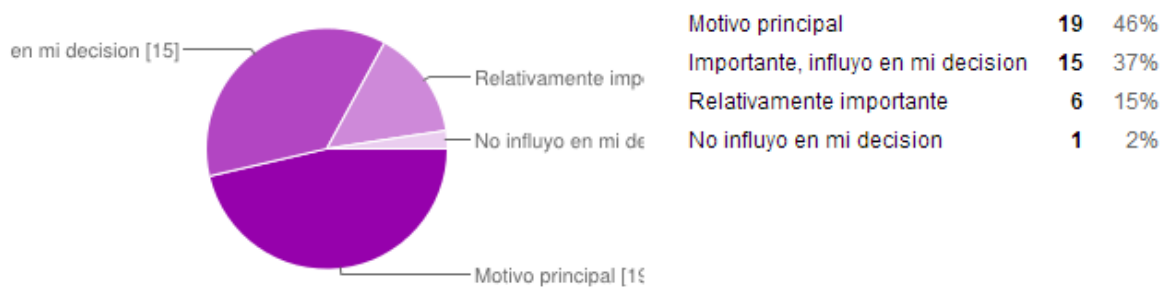 en mi decision [15]
Relativamente imp
No influyo en mi de
Motivo principal [19
Motivo principal 19 46%
Importante, influyo en mi decision 15 37%
Relativamente importante 6 15%
No influyo en mi decision 1 2%